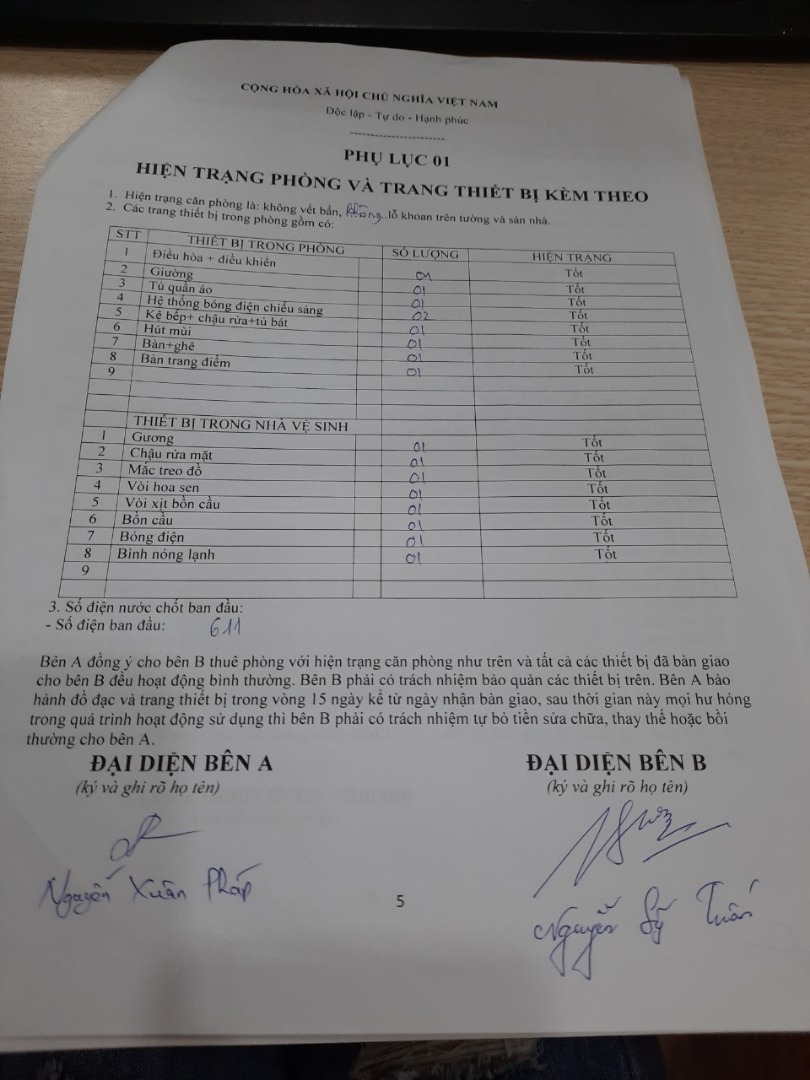 CỘNG HÒA XÃ HỘI CHỦ NGHĨA VIỆT NAM
Độc lập - Tự do - Hạnh phúc
PHỤ LỤC 01
HIỆN TRẠNG PHÒNG VÀ TRANG THIẾT BỊ KÈM THEO
1. Hiện trạng căn phòng là: không vết bẩn, không..lỗ khoan trên tường và sàn nhà.
2. Các trang thiết bị trong phòng gồm có:
STT THIẾT BỊ TRONG PHÒNG SỐ LƯỢNG HIỆN TRẠNG
1 Điều hòa + điều khiển 01 Tốt
2 Giường 01 Tốt
3 Tủ quần áo 01 Tốt
4 Hệ thống bóng điện chiếu sáng 02 Tốt
5 Kệ bếp+ chậu rửa+tủ bát 01 Tốt
6 Hút mùi 01 Tốt
7 Bàn+ghế 01 Tốt
8 Bàn trang điểm 01 Tốt
9
THIẾT BỊ TRONG NHÀ VỆ SINH
1 Gương 01 Tốt
2 Chậu rửa mặt 01 Tốt
3 Mắc treo đồ 01 Tốt
4 Vòi hoa sen 01 Tốt
5 Vòi xịt bồn cầu 01 Tốt
6 Bồn cầu 01 Tốt
7 Bóng điện 01 Tốt
8 Bình nóng lạnh 01 Tốt
9
3. Số điện nước chốt ban đầu:
- Số điện ban đầu: 611
Bên A đồng ý cho bên B thuê phòng với hiện trạng căn phòng như trên và tất cả các thiết bị đã bàn giao
cho bên B đều hoạt động bình thường. Bên B phải có trách nhiệm bảo quản các thiết bị trên. Bên A bảo
hành đồ đạc và trang thiết bị trong vòng 15 ngày kể từ ngày nhận bàn giao, sau thời gian này mọi hư hỏng
trong quá trình hoạt động sử dụng thì bên B phải có trách nhiệm tự bỏ tiền sửa chữa, thay thế hoặc bồi
thường cho bên A.
ĐẠI DIỆN BÊN A ĐẠI DIỆN BÊN B
(ký và ghi rõ họ tên) (ký và ghi rõ họ tên)
Nguyễn Xuân Pháp
Nguyễn Sỹ Tuấn
5